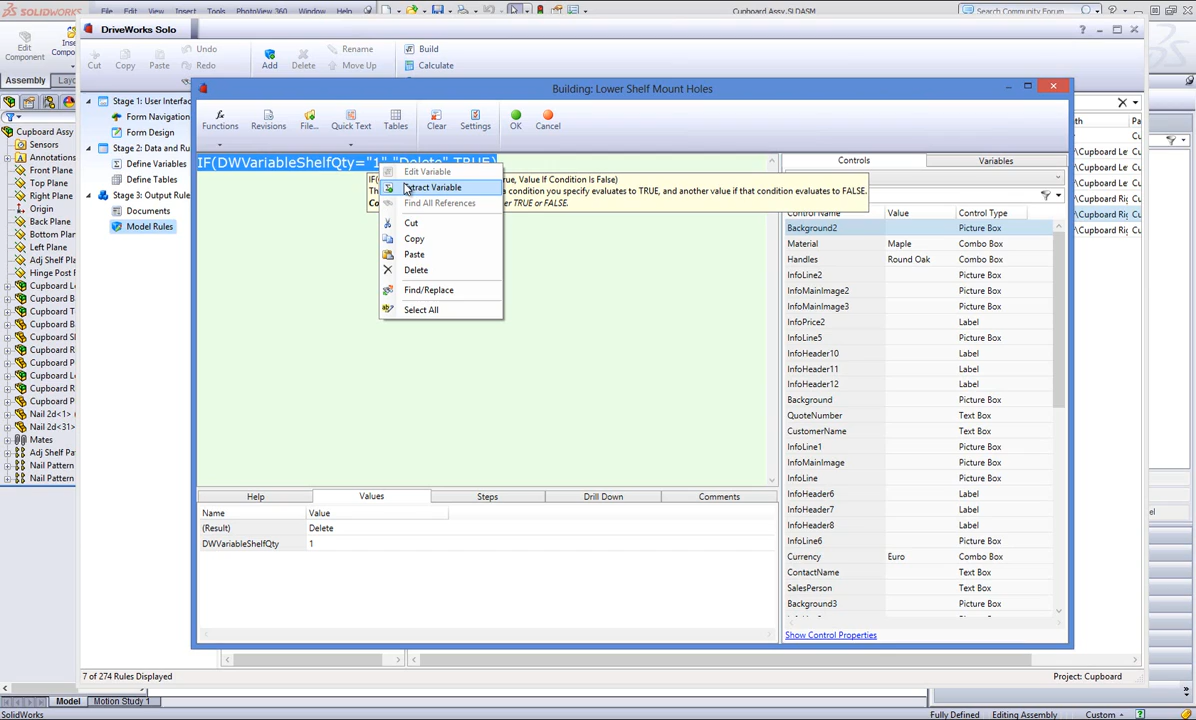 SOLIDWORKS
File
Edit
View
Insert
Tools
PhotoView 360
Window
Help
Cupboard Assy.SLDASM
Search Community Forum
Edit
Component
Assembly
DriveWorks Solo
Cut
Copy
Paste
Undo
Redo
Add
Delete
Rename
Move Up
Build
Calculate
Stage 1: User Interfac
Form Navigation
Form Design
Stage 2: Data and Ru
Define Variables
Define Tables
Stage 3: Output Rules
Documents
Model Rules
Cupboard Assy
Sensors
Annotations
Front Plane
Top Plane
Right Plane
Origin
Back Plane
Bottom Plane
Left Plane
Adj Shelf Pla
Hinge Post P
Cupboard Le
Cupboard T
Cupboard Ba
Cupboard Sh
Cupboard R
Cupboard P
Cupboard Le
Cupboard R
Cupboard P
Nail 2d<1> (
Nail 2d<31>
Mates
Adj Shelf Pat
Nail Pattern
Nail Pattern
Building: Lower Shelf Mount Holes
Functions
Revisions
File...
Quick Text
Tables
Clear
Settings
OK
Cancel
IF(DWVariableShelfQty="1","Delete",TRUE)
Edit Variable
Extract Variable
Find All References
Cut
Copy
Paste
Delete
Find/Replace
Select All
rue, Value If Condition Is False)
a condition you specify evaluates to TRUE, and another value if that condition evaluates to FALSE.
er TRUE or FALSE.
Controls
Variables
Control Name Value Control Type
Background2 Picture Box
Material Maple Combo Box
Handles Round Oak Combo Box
InfoLine2 Picture Box
InfoMainImage2 Picture Box
InfoMainImage3 Picture Box
InfoPrice2 Label
InfoLine5 Picture Box
InfoHeader10 Label
InfoHeader11 Label
InfoHeader12 Label
Background Picture Box
QuoteNumber Text Box
CustomerName Text Box
InfoLine1 Picture Box
InfoMainImage Picture Box
InfoLine Picture Box
InfoHeader6 Label
InfoHeader7 Label
InfoHeader8 Label
InfoLine6 Picture Box
Currency Euro Combo Box
ContactName Text Box
SalesPerson Text Box
Background3 Picture Box
Show Control Properties
Help
Values
Steps
Drill Down
Comments
Name Value
(Result) Delete
DWVariableShelfQty 1
\Cupboard Le
\Cupboard Le
\Cupboard Rig
\Cupboard Rig
\Cupboard Rig
7 of 274 Rules Displayed
Project: Cupboard
Model
Motion Study 1
SolidWorks
Fully Defined
Editing Assembly
Custom